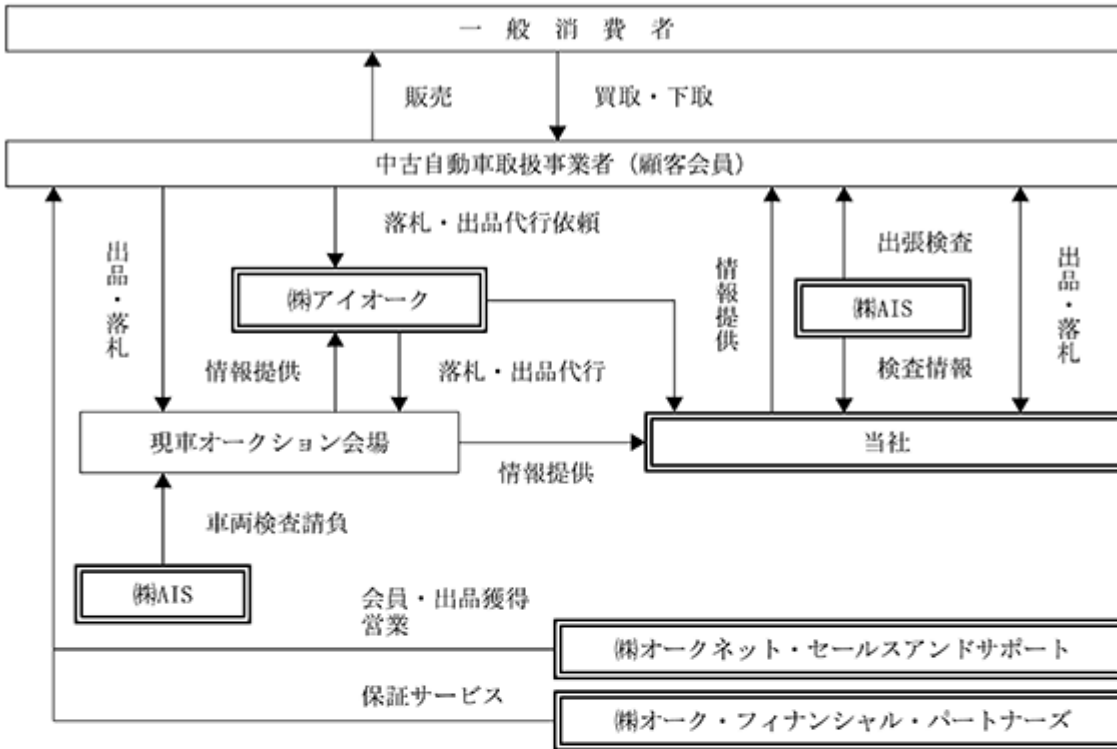 一般消費者
販売
買取・下取
中古自動車取扱事業者（顧客会員）
出品・落札
落札・出品代行依頼
情報提供
出張検査
出品・落札
㈱アイオーク
㈱AIS
情報提供
落札・出品代行
検査情報
現車オークション会場
情報提供
当社
車両検査請負
㈱AIS
会員・出品獲得
営業
㈱オークネット・セールスアンドサポート
保証サービス
㈱オーク・フィナンシャル・パートナーズ